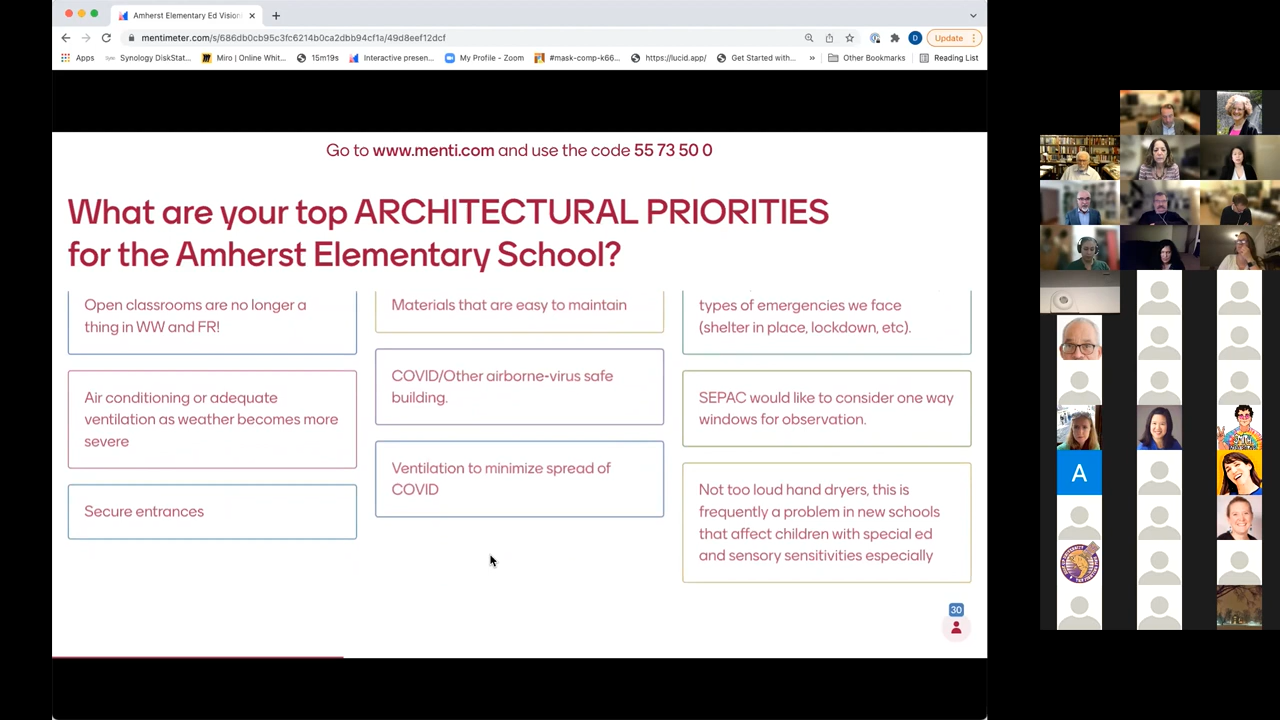 Amherst Elementary Ed Vision
mentimeter.com/s/686db0cb95c3fc6214b0ca2dbb94cf1a/49d8eef12dcf
D
Update
Apps
Synology DiskStat...
Miro | Online Whit...
15m19s
Interactive presen...
My Profile - Zoom
#mask-comp-k66...
https://lucid.app/
Get Started with...
»
Other Bookmarks
Reading List
Go to www.menti.com and use the code 55 73 50 0
What are your top ARCHITECTURAL PRIORITIES
for the Amherst Elementary School?
Open classrooms are no longer a
thing in WW and FR!
Air conditioning or adequate
ventilation as weather becomes more
severe
Secure entrances
Materials that are easy to maintain
COVID/Other airborne-virus safe
building.
Ventilation to minimize spread of
COVID
types of emergencies we face
(shelter in place, lockdown, etc).
SEPAC would like to consider one way
windows for observation.
Not too loud hand dryers, this is
frequently a problem in new schools
that affect children with special ed
and sensory sensitivities especially
30
A